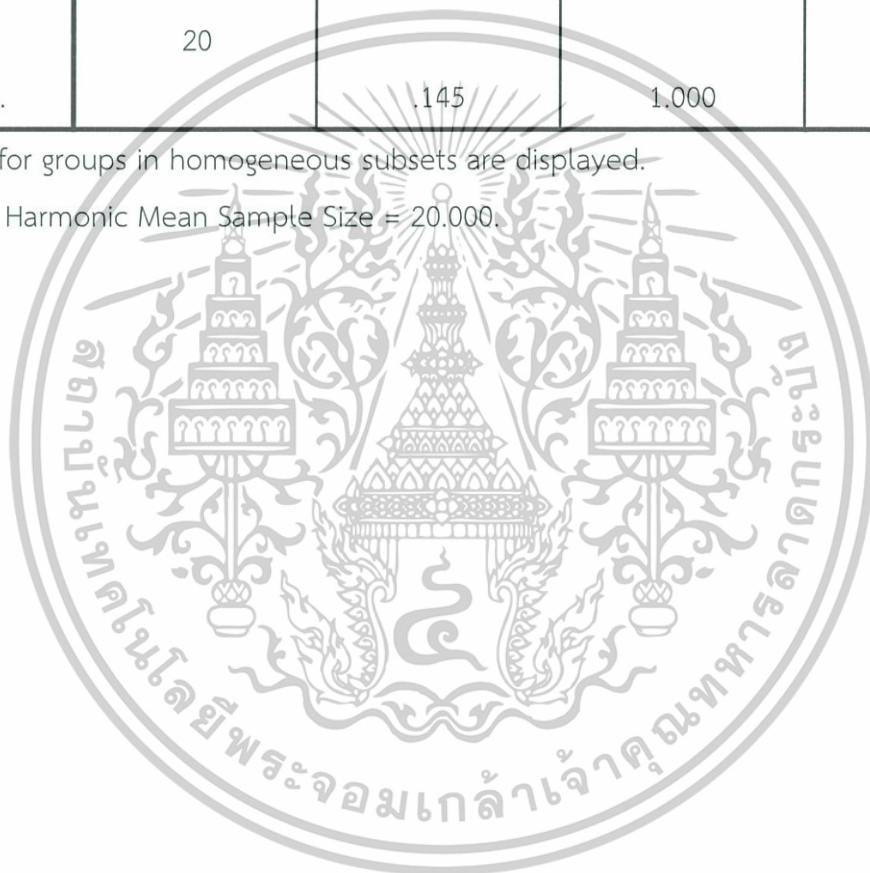 20
. .145 1.000
for groups in homogeneous subsets are displayed.
Harmonic Mean Sample Size = 20.000.
สถาบันเทคโนโลยีพระจอมเกล้าเจ้าคุณทหารลาดกระบัง